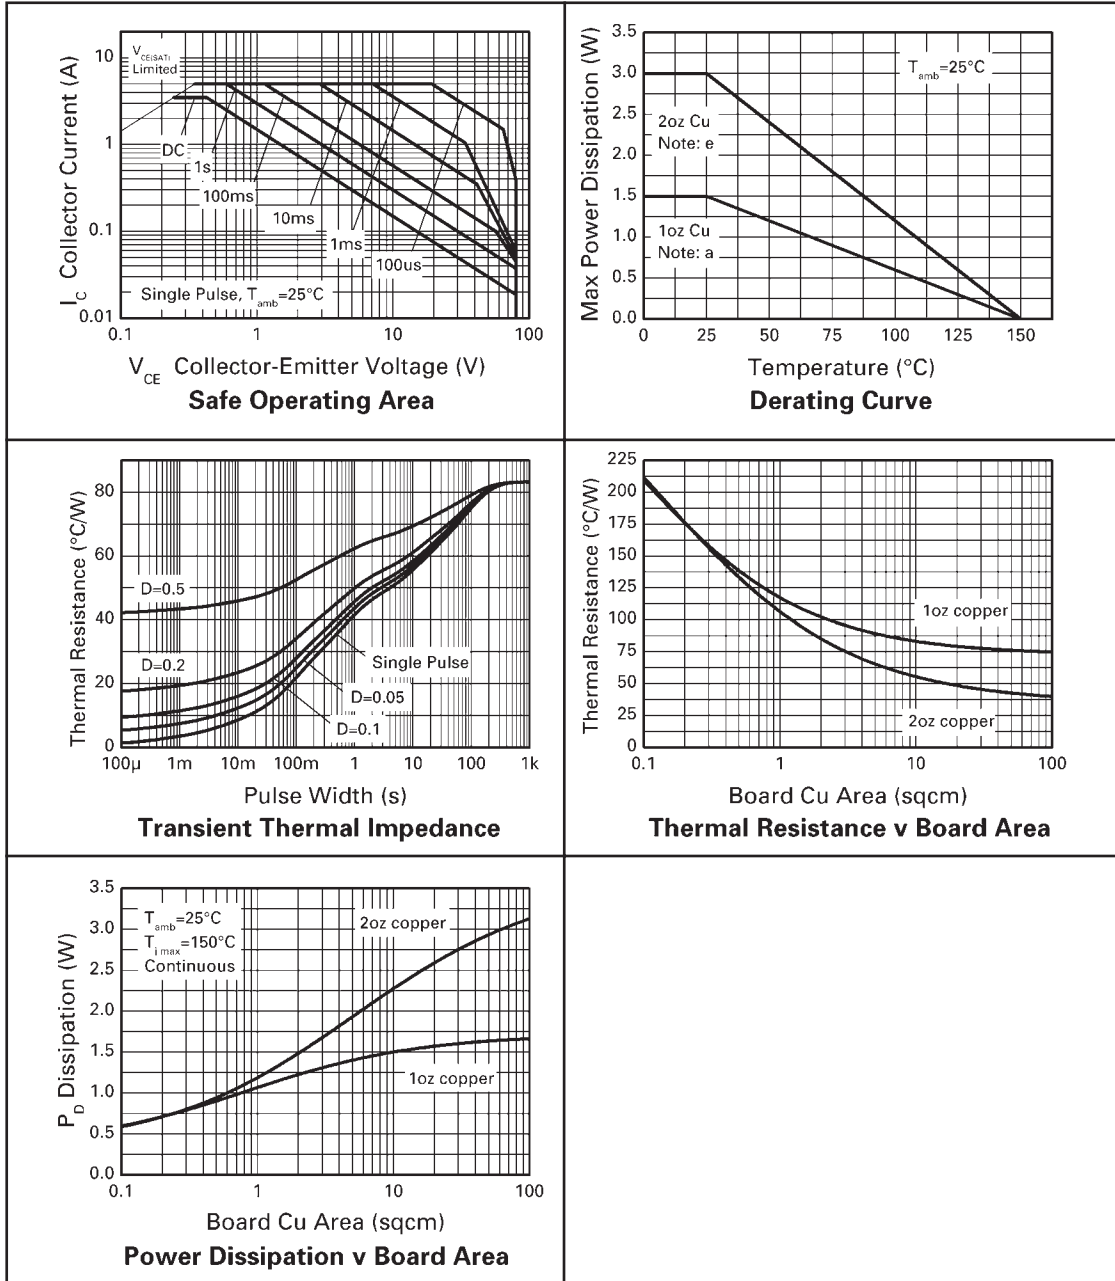 10
1
0.1
0.01
I_C Collector Current (A)
V_CE(SAT)
Limited
DC
1s
100ms
10ms
1ms
100us
Single Pulse, T_amb=25°C
0.1 1 10 100
V_CE Collector-Emitter Voltage (V)
Safe Operating Area
3.5
3.0
2.5
2.0
1.5
1.0
0.5
0.0
Max Power Dissipation (W)
T_amb=25°C
2oz Cu
Note: e
1oz Cu
Note: a
0 25 50 75 100 125 150
Temperature (°C)
Derating Curve
80
60
40
20
0
Thermal Resistance (°C/W)
D=0.5
D=0.2
Single Pulse
D=0.05
D=0.1
100µ 1m 10m 100m 1 10 100 1k
Pulse Width (s)
Transient Thermal Impedance
225
200
175
150
125
100
75
50
25
0
Thermal Resistance (°C/W)
1oz copper
2oz copper
0.1 1 10 100
Board Cu Area (sqcm)
Thermal Resistance v Board Area
3.5
3.0
2.5
2.0
1.5
1.0
0.5
0.0
P_D Dissipation (W)
T_amb=25°C
T_j max=150°C
Continuous
2oz copper
1oz copper
0.1 1 10 100
Board Cu Area (sqcm)
Power Dissipation v Board Area